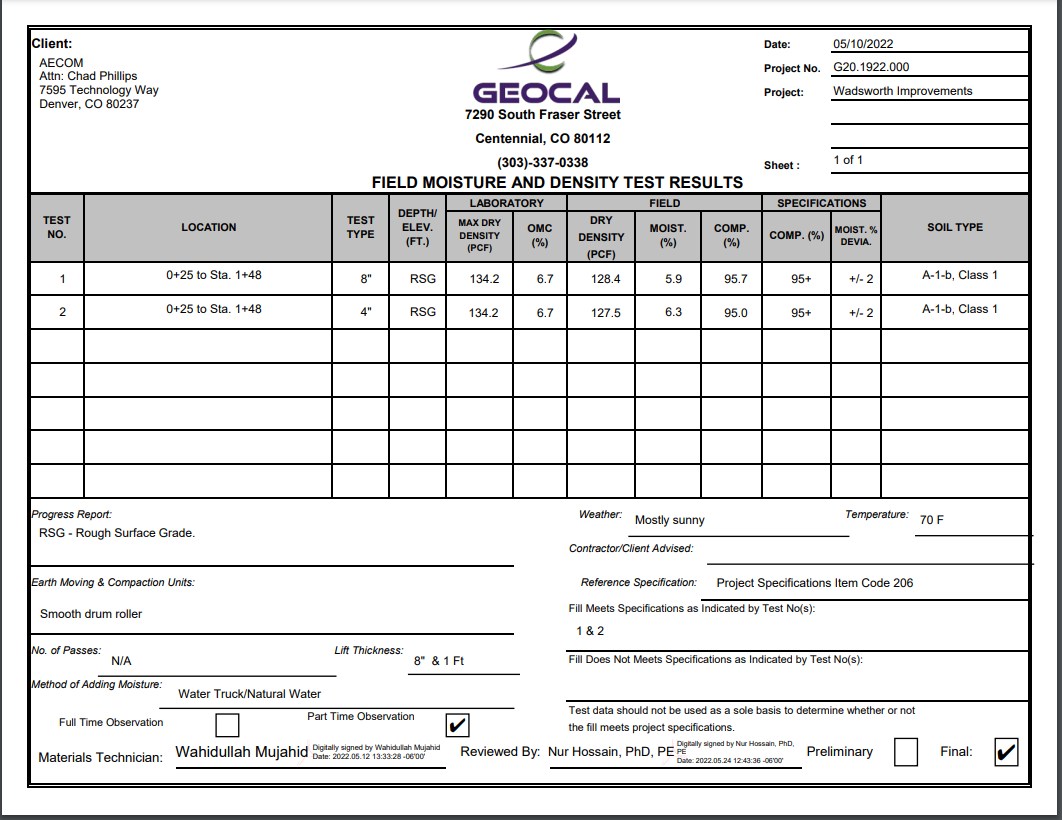 Client:
AECOM
Attn: Chad Phillips
7595 Technology Way
Denver, CO 80237
GEOCAL
7290 South Fraser Street
Centennial, CO 80112
(303)-337-0338
Date: 05/10/2022
Project No. G20.1922.000
Project: Wadsworth Improvements
Sheet : 1 of 1
FIELD MOISTURE AND DENSITY TEST RESULTS
TEST NO. LOCATION TEST TYPE DEPTH/ ELEV. (FT.) LABORATORY FIELD SPECIFICATIONS SOIL TYPE
MAX DRY DENSITY (PCF) OMC (%) DRY DENSITY (PCF) MOIST. (%) COMP. (%) COMP. (%) MOIST. % DEVIA.
1 0+25 to Sta. 1+48 8" RSG 134.2 6.7 128.4 5.9 95.7 95+ +/- 2 A-1-b, Class 1
2 0+25 to Sta. 1+48 4" RSG 134.2 6.7 127.5 6.3 95.0 95+ +/- 2 A-1-b, Class 1
Progress Report:
RSG - Rough Surface Grade.
Weather: Mostly sunny Temperature: 70 F
Contractor/Client Advised:
Earth Moving & Compaction Units:
Smooth drum roller
Reference Specification: Project Specifications Item Code 206
Fill Meets Specifications as Indicated by Test No(s):
1 & 2
No. of Passes: N/A Lift Thickness: 8" & 1 Ft
Fill Does Not Meets Specifications as Indicated by Test No(s):
Method of Adding Moisture: Water Truck/Natural Water
Test data should not be used as a sole basis to determine whether or not
the fill meets project specifications.
Full Time Observation Part Time Observation ✔
Materials Technician: Wahidullah Mujahid Digitally signed by Wahidullah Mujahid
Date: 2022.05.12 13:33:28 -06'00'
Reviewed By: Nur Hossain, PhD, PE Digitally signed by Nur Hossain, PhD,
PE
Date: 2022.05.24 12:43:36 -06'00'
Preliminary Final: ✔